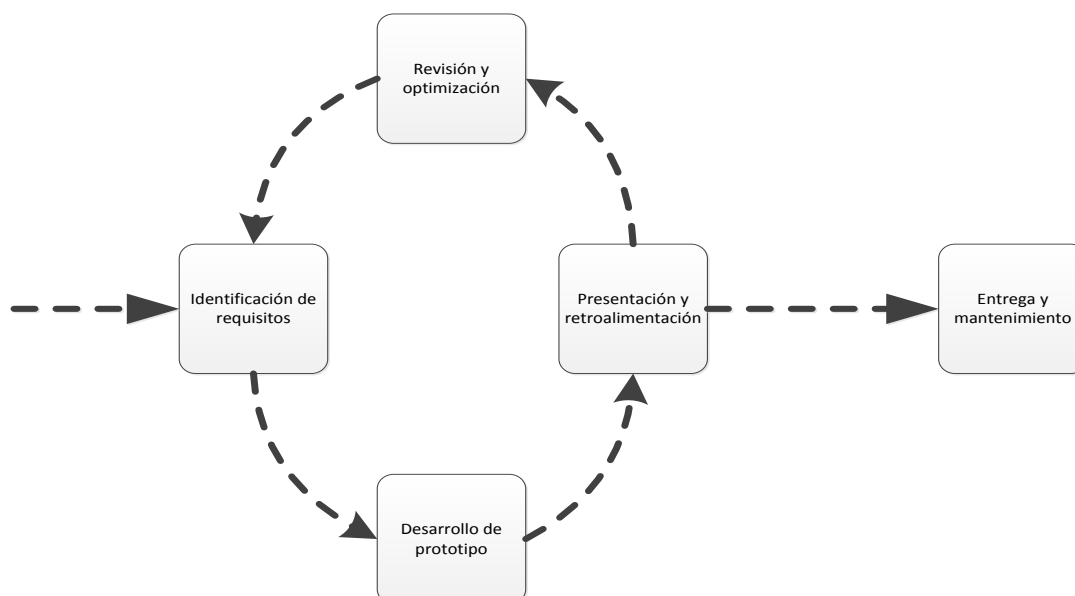 Revisión y
optimización
Identificación de
requisitos
Presentación y
retroalimentación
Entrega y
mantenimiento
Desarrollo de
prototipo